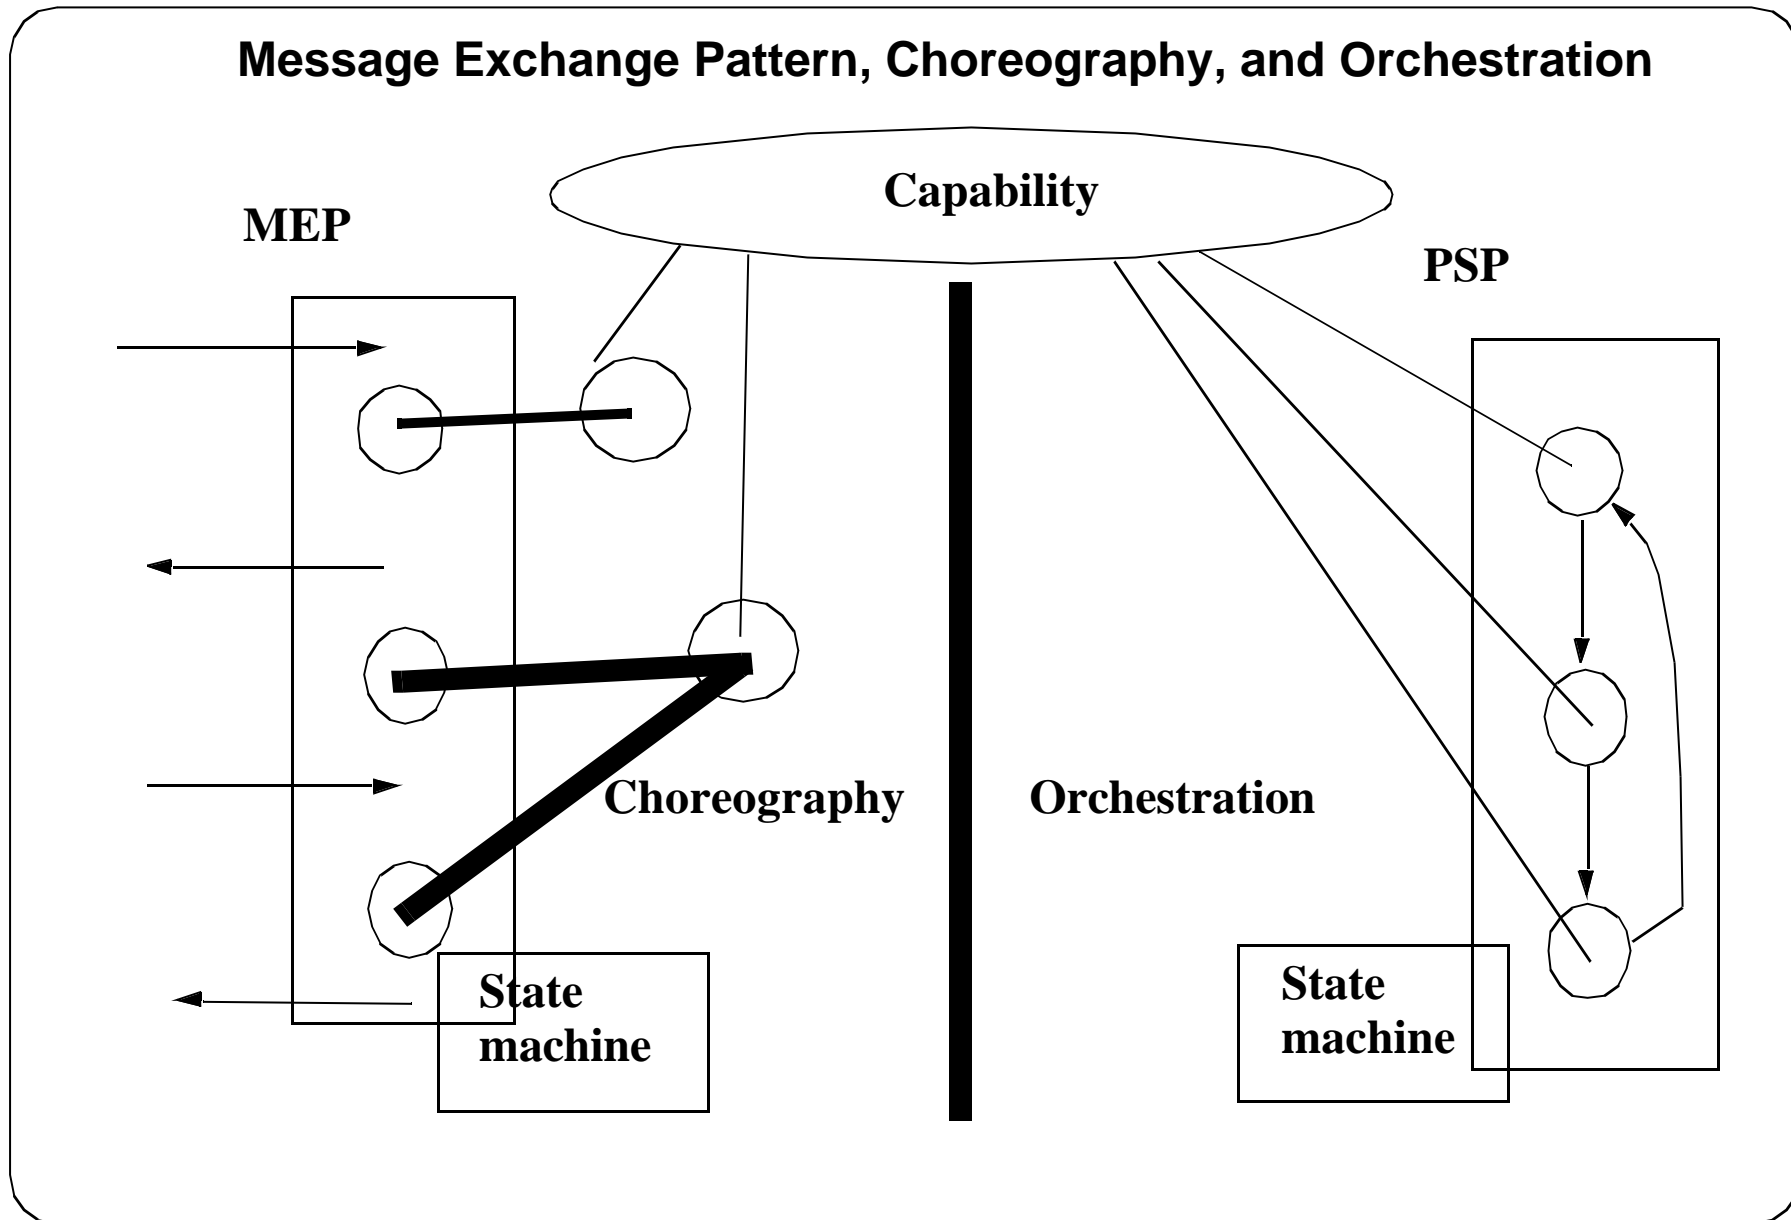 Message Exchange Pattern, Choreography, and Orchestration
Capability
MEP
PSP
Choreography
Orchestration
State
machine
State
machine